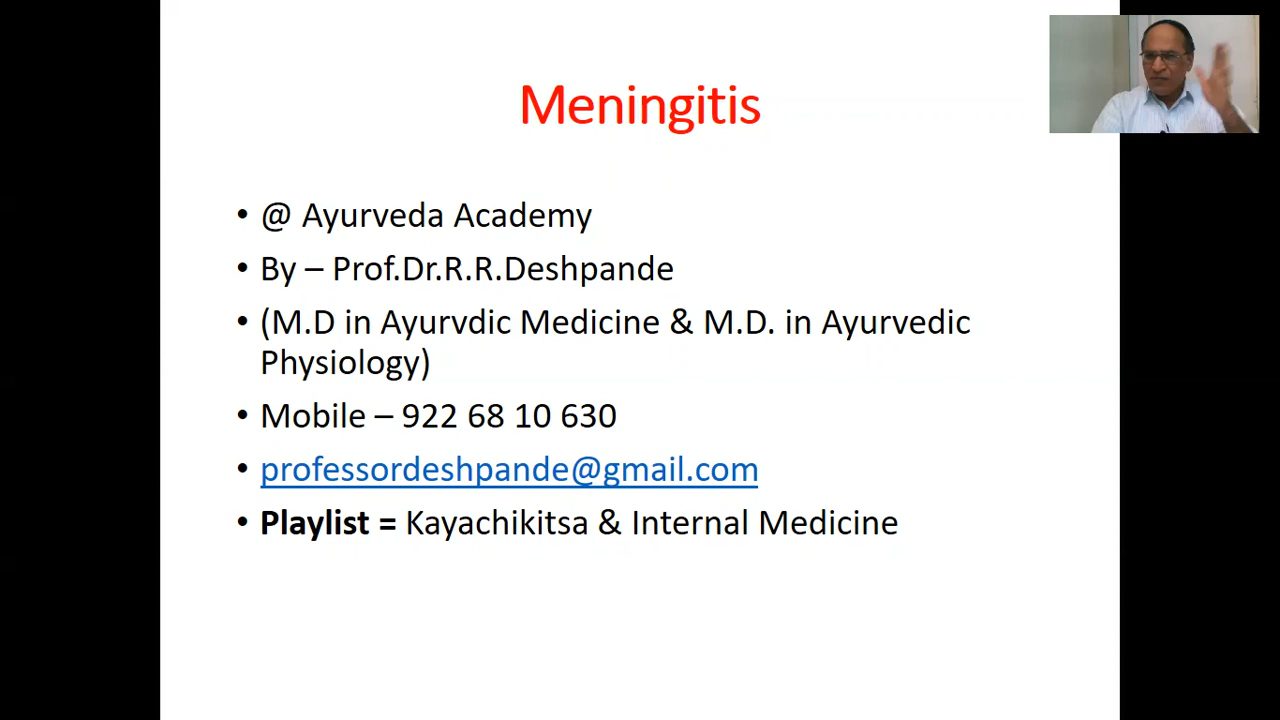 Meningitis
• @ Ayurveda Academy
• By – Prof.Dr.R.R.Deshpande
• (M.D in Ayurvdic Medicine & M.D. in Ayurvedic
Physiology)
• Mobile – 922 68 10 630
• professordeshpande@gmail.com
• Playlist = Kayachikitsa & Internal Medicine